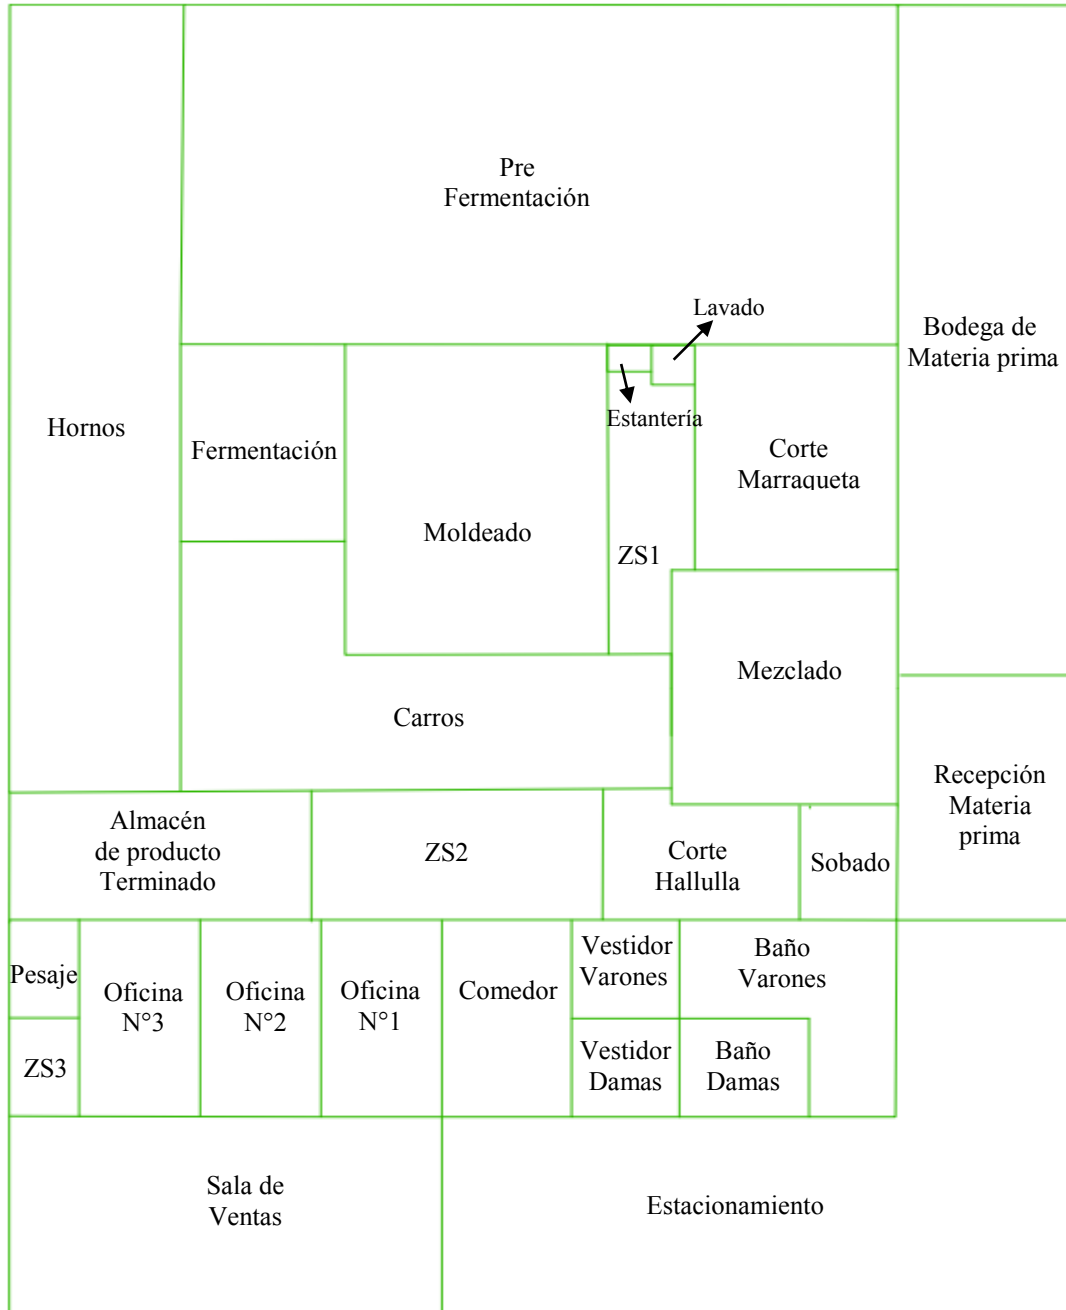 Pre
Fermentación
Lavado
Bodega de
Materia prima
Estantería
Hornos
Fermentación
Corte
Marraqueta
Moldeado
ZS1
Mezclado
Carros
Recepción
Materia
prima
Almacén
de producto
Terminado
ZS2
Corte
Hallulla
Sobado
Pesaje
Oficina
N°3
Oficina
N°2
Oficina
N°1
Comedor
Vestidor
Varones
Baño
Varones
ZS3
Vestidor
Damas
Baño
Damas
Sala de
Ventas
Estacionamiento